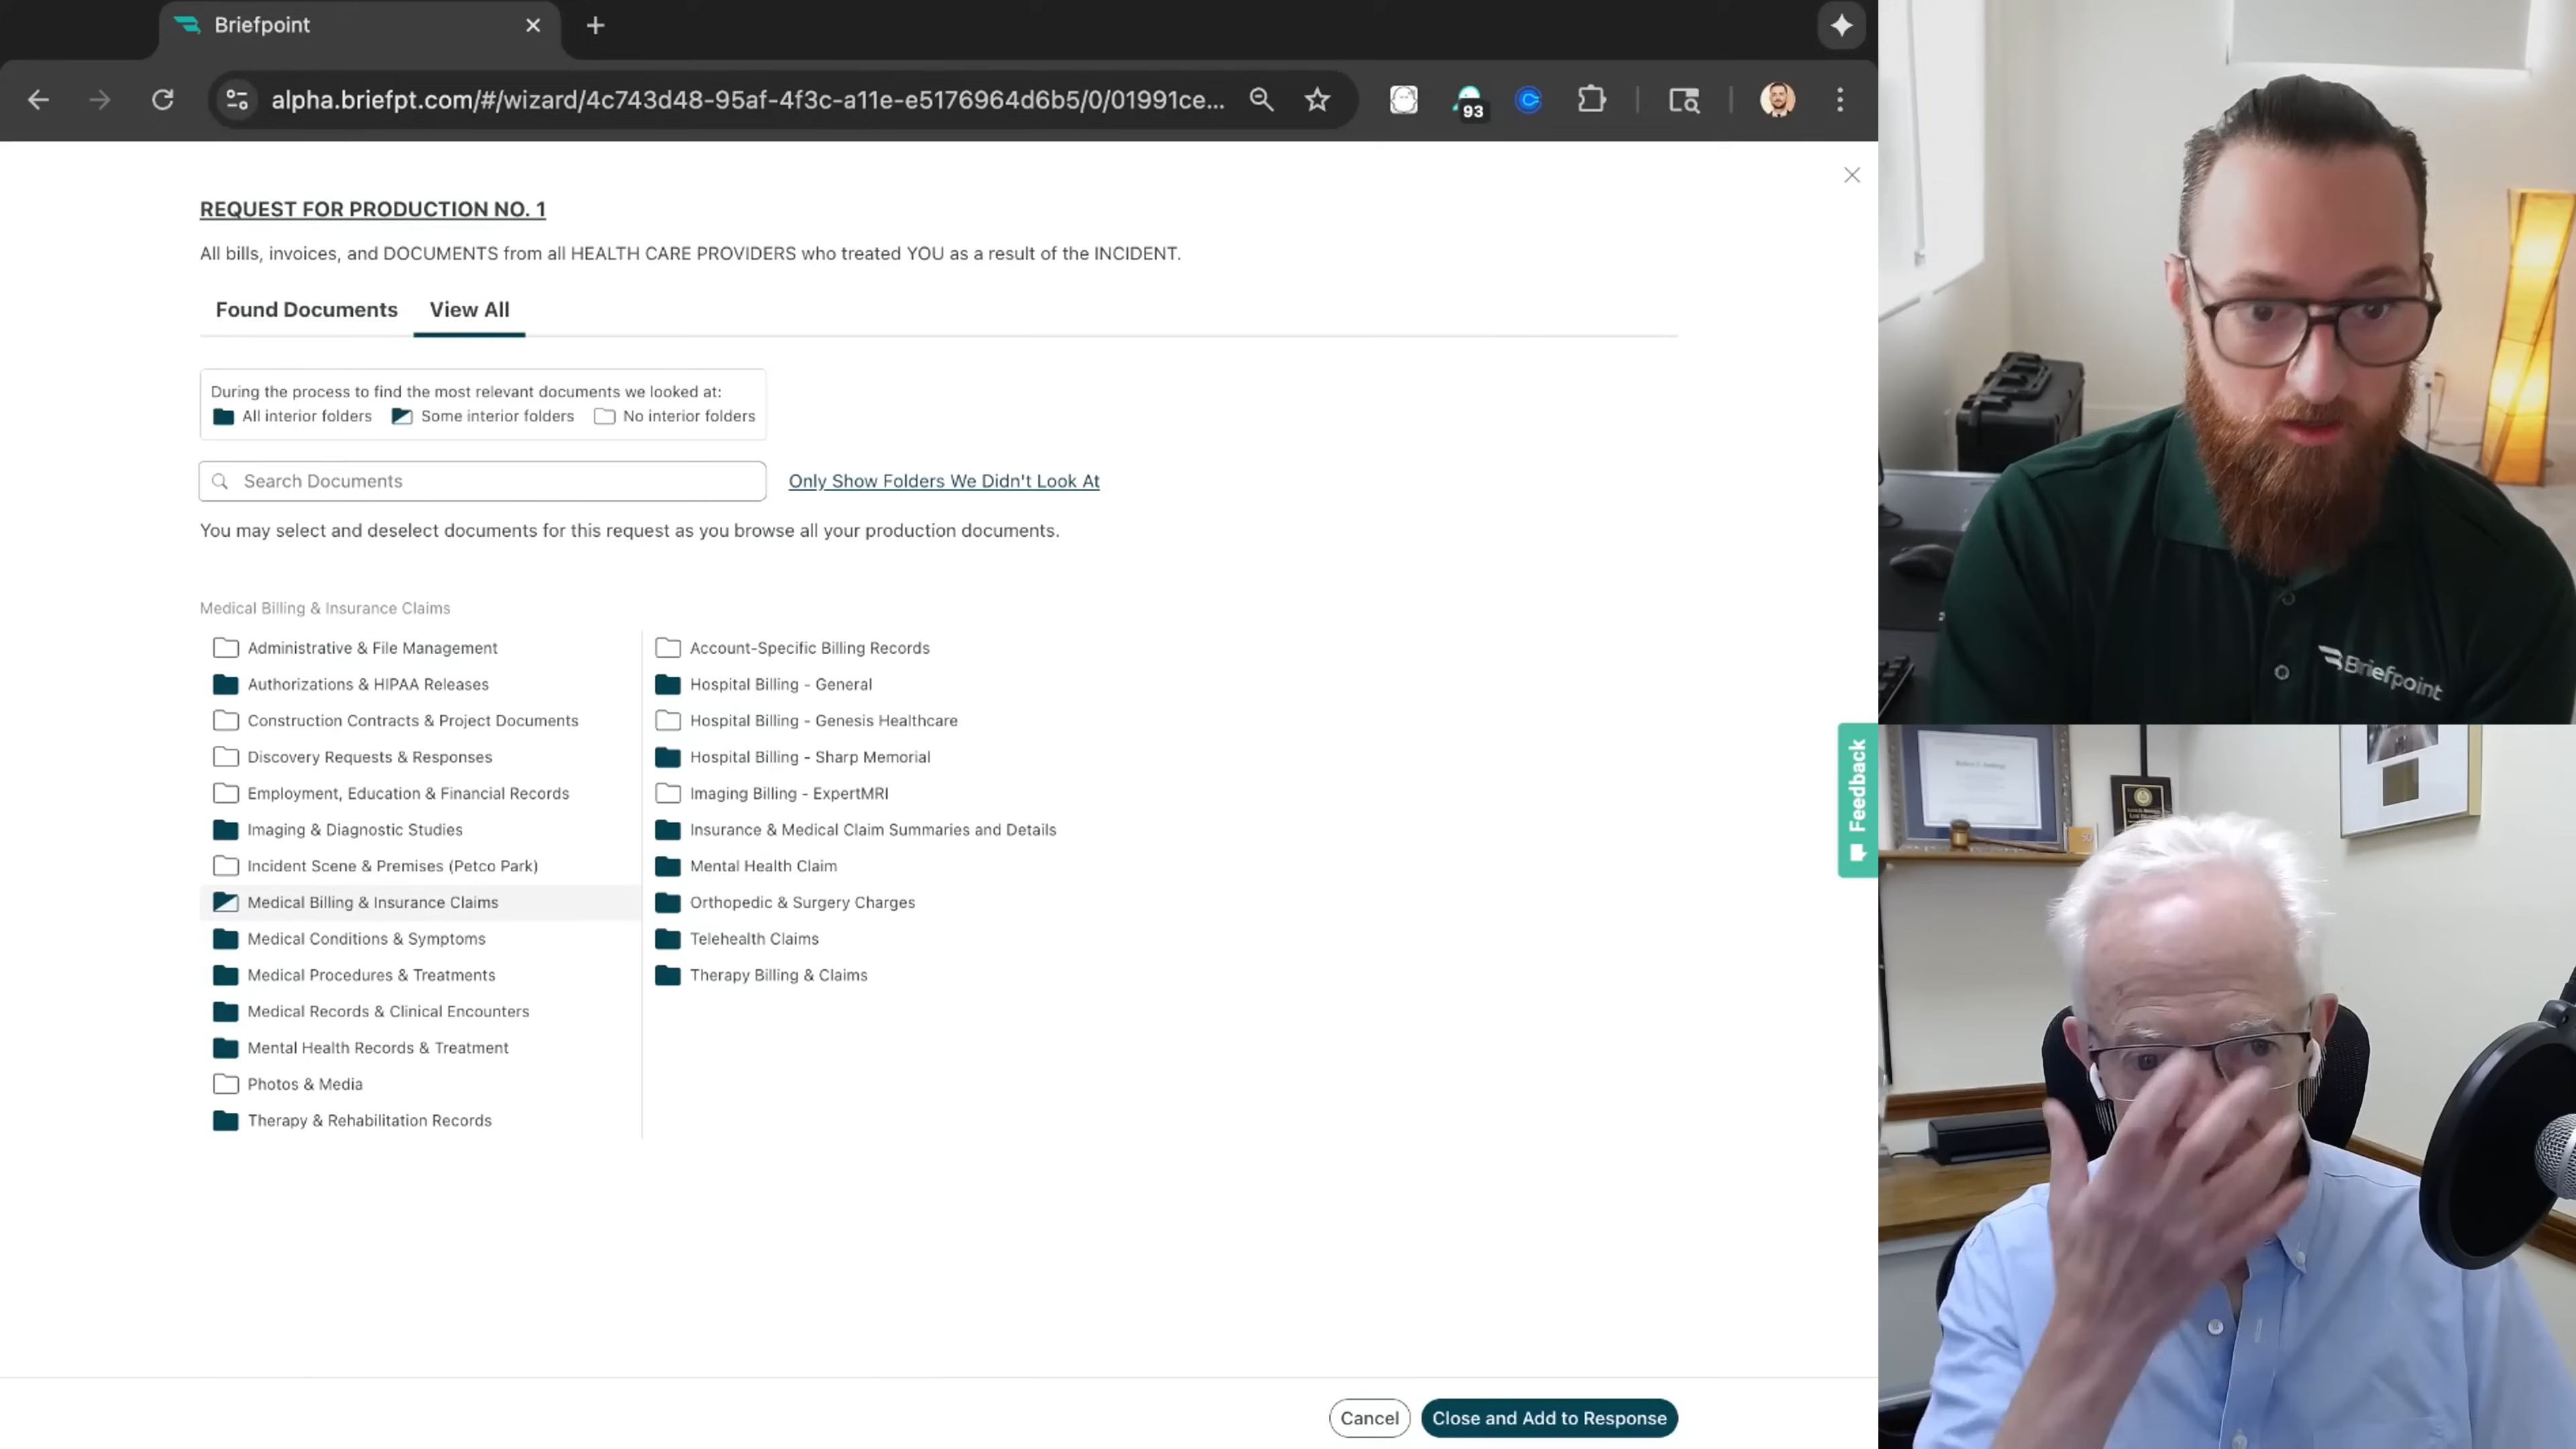 Briefpoint
alpha.briefpt.com/#/wizard/4c743d48-95af-4f3c-a11e-e5176964d6b5/0/01991ce...
93
REQUEST FOR PRODUCTION NO. 1
All bills, invoices, and DOCUMENTS from all HEALTH CARE PROVIDERS who treated YOU as a result of the INCIDENT.
Found Documents View All
During the process to find the most relevant documents we looked at:
All interior folders Some interior folders No interior folders
Search Documents
Only Show Folders We Didn't Look At
You may select and deselect documents for this request as you browse all your production documents.
Medical Billing & Insurance Claims
Administrative & File Management
Authorizations & HIPAA Releases
Construction Contracts & Project Documents
Discovery Requests & Responses
Employment, Education & Financial Records
Imaging & Diagnostic Studies
Incident Scene & Premises (Petco Park)
Medical Billing & Insurance Claims
Medical Conditions & Symptoms
Medical Procedures & Treatments
Medical Records & Clinical Encounters
Mental Health Records & Treatment
Photos & Media
Therapy & Rehabilitation Records
Account-Specific Billing Records
Hospital Billing - General
Hospital Billing - Genesis Healthcare
Hospital Billing - Sharp Memorial
Imaging Billing - ExpertMRI
Insurance & Medical Claim Summaries and Details
Mental Health Claim
Orthopedic & Surgery Charges
Telehealth Claims
Therapy Billing & Claims
Feedback
Cancel
Close and Add to Response
Briefpoint